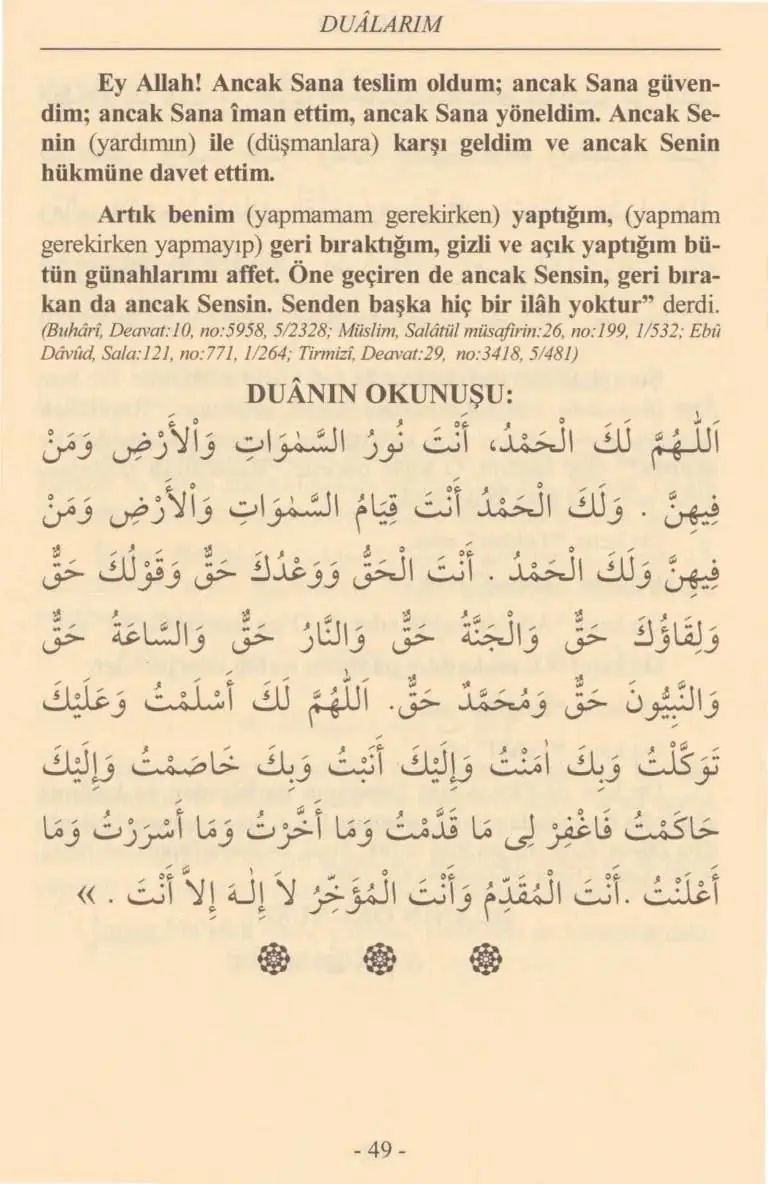 DUÂLARIM
Ey Allah! Ancak Sana teslim oldum; ancak Sana güven-
dim; ancak Sana îman ettim, ancak Sana yöneldim. Ancak Se-
nin (yardımın) ile (düşmanlara) karşı geldim ve ancak Senin
hükmüne davet ettim.
Artık benim (yapmamam gerekirken) yaptığım, (yapmam
gerekirken yapmayıp) geri bıraktığım, gizli ve açık yaptığım bü-
tün günahlarımı affet. Öne geçiren de ancak Sensin, geri bıra-
kan da ancak Sensin. Senden başka hiç bir ilâh yoktur” derdi.
(Buhârî, Deavat:10, no:5958, 5/2328; Müslim, Salâtül müsafirin:26, no:199, 1/532; Ebû
Dâvûd, Sala:121, no:771, 1/264; Tirmizî, Deavat:29, no:3418, 5/481)
DUÂNIN OKUNUŞU:
اَللّٰهُمَّ لَكَ الْحَمْدُ، أَنْتَ نُورُ السَّمٰوَاتِ وَاْلأَرْضِ وَمَنْ
فِيهِنَّ . وَلَكَ الْحَمْدُ أَنْتَ قِيَامُ السَّمٰوَاتِ وَاْلأَرْضِ وَمَنْ
فِيهِنَّ وَلَكَ الْحَمْدُ . أَنْتَ الْحَقُّ وَوَعْدُكَ حَقٌّ وَقَوْلُكَ حَقٌّ
وَلِقَاؤُكَ حَقٌّ وَالْجَنَّةُ حَقٌّ وَالنَّارُ حَقٌّ وَالسَّاعَةُ حَقٌّ
وَالنَّبِيُّونَ حَقٌّ وَمُحَمَّدٌ حَقٌّ. اَللّٰهُمَّ لَكَ أَسْلَمْتُ وَعَلَيْكَ
تَوَكَّلْتُ وَبِكَ اٰمَنْتُ وَإِلَيْكَ أَنَبْتُ وَبِكَ خَاصَمْتُ وَإِلَيْكَ
حَاكَمْتُ فَاغْفِرْ لِى مَا قَدَّمْتُ وَمَا أَخَّرْتُ وَمَا أَسْرَرْتُ وَمَا
أَعْلَنْتُ .أَنْتَ الْمُقَدِّمُ وَأَنْتَ الْمُؤَخِّرُ لاَ إِلٰهَ إِلاَّ أَنْتَ . »
- 49 -